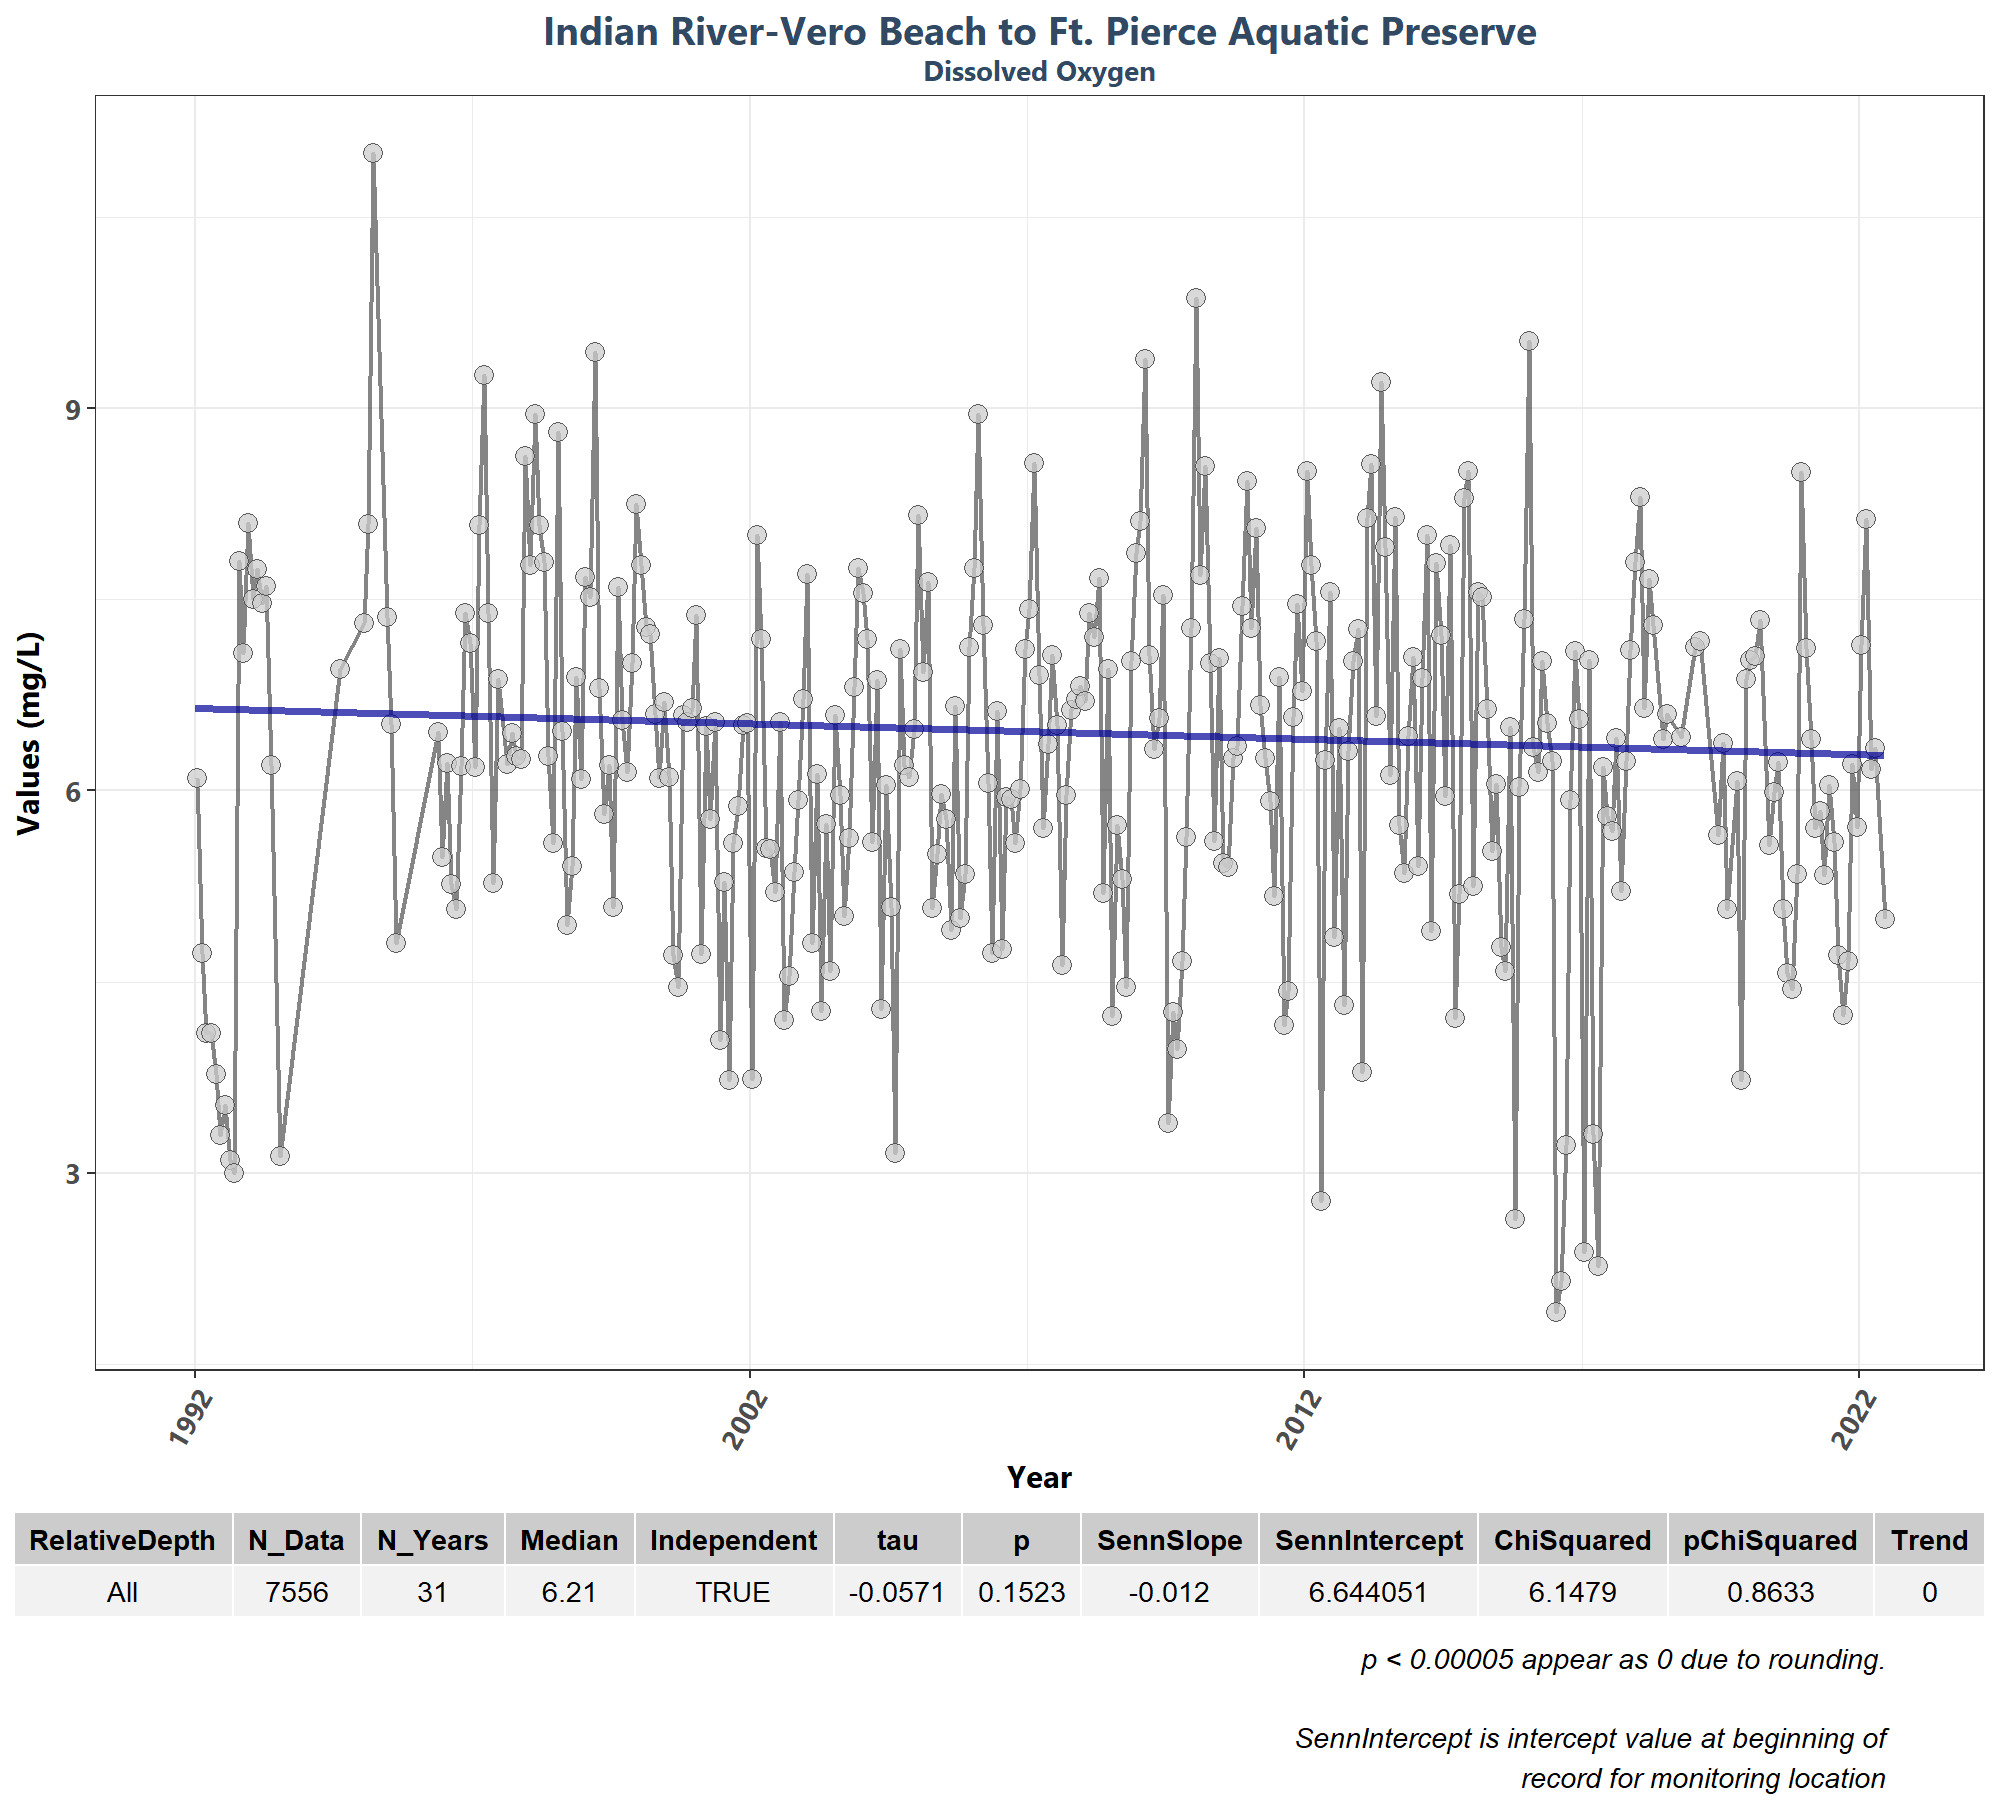 Indian River-Vero Beach to Ft. Pierce Aquatic Preserve
Dissolved Oxygen
Values (mg/L)
9
6
3
1992 2002 2012 2022
Year
RelativeDepth N_Data N_Years Median Independent tau p SennSlope SennIntercept ChiSquared pChiSquared Trend
All 7556 31 6.21 TRUE -0.0571 0.1523 -0.012 6.644051 6.1479 0.8633 0
p < 0.00005 appear as 0 due to rounding.
SennIntercept is intercept value at beginning of
record for monitoring location